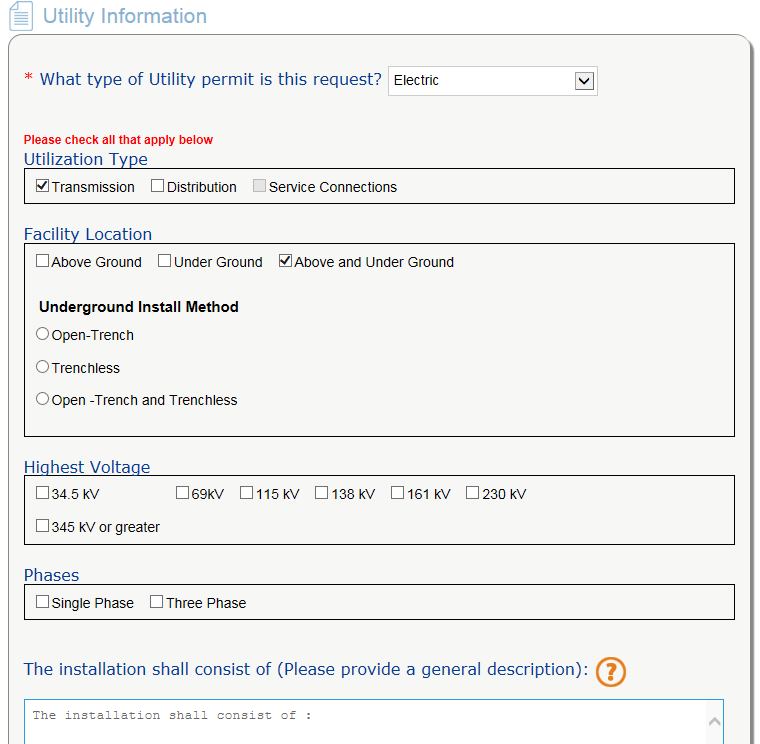 Utility Information
* What type of Utility permit is this request? Electric
Please check all that apply below
Utilization Type
Transmission Distribution Service Connections
Facility Location
Above Ground Under Ground Above and Under Ground
Underground Install Method
Open-Trench
Trenchless
Open -Trench and Trenchless
Highest Voltage
34.5 kV 69kV 115 kV 138 kV 161 kV 230 kV
345 kV or greater
Phases
Single Phase Three Phase
The installation shall consist of (Please provide a general description): ?
The installation shall consist of :